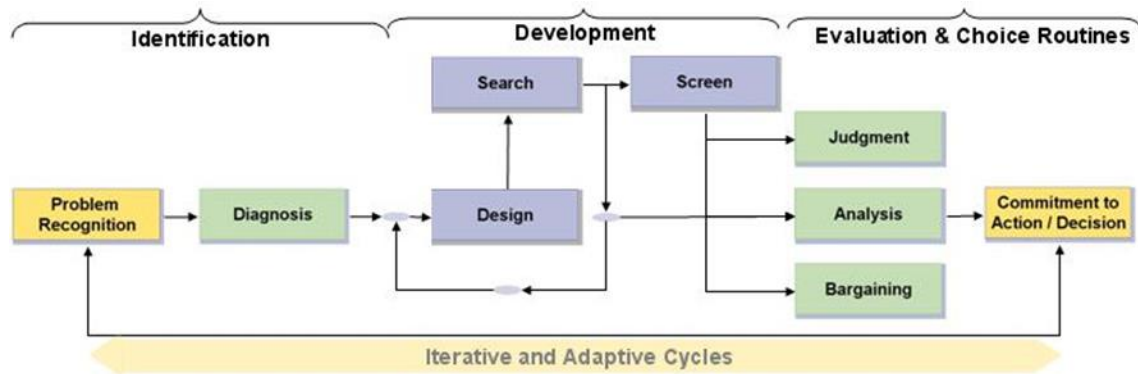 Identification
Development
Evaluation & Choice Routines
Search
Screen
Judgment
Problem
Recognition
Diagnosis
Design
Analysis
Commitment to
Action / Decision
Bargaining
Iterative and Adaptive Cycles